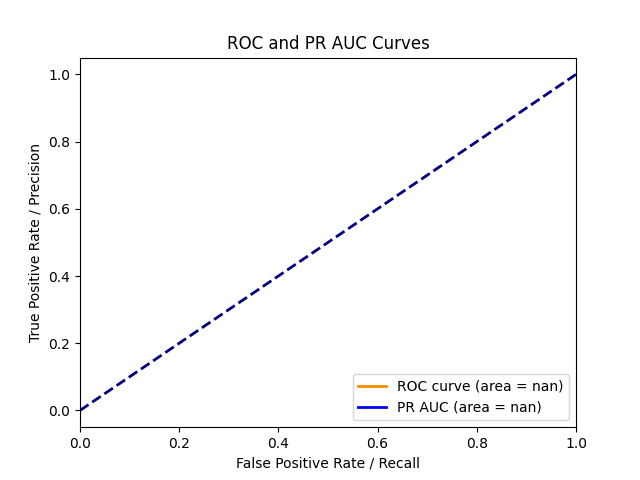 ROC and PR AUC Curves
True Positive Rate / Precision
1.0
0.8
0.6
0.4
0.2
0.0
ROC curve (area = nan)
PR AUC (area = nan)
0.0 0.2 0.4 0.6 0.8 1.0
False Positive Rate / Recall